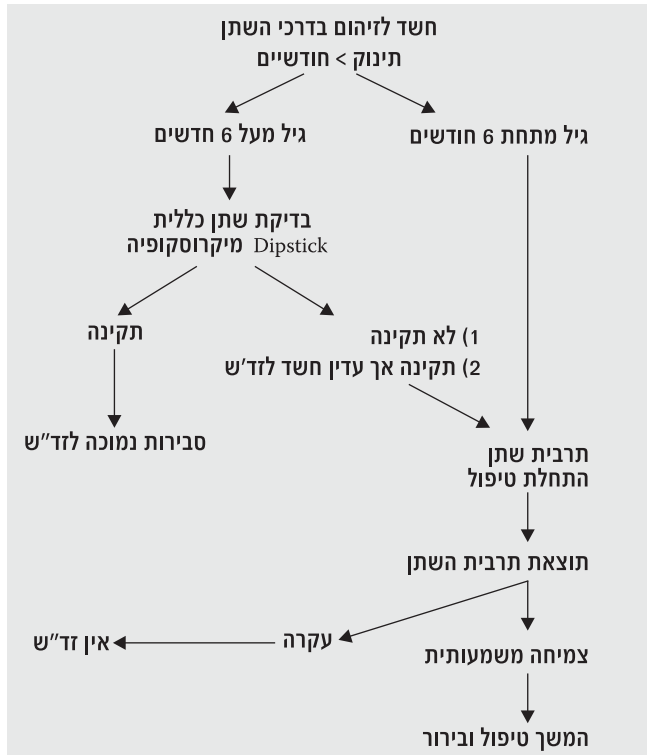 חשד לזיהום בדרכי השתן
תינוק > חודשיים
גיל מעל 6 חדשים
גיל מתחת 6 חודשים
בדיקת שתן כללית
Dipstick מיקרוסקופיה
תקינה
1) לא תקינה
2) תקינה אך עדין חשד לזד'ש
סבירות נמוכה לזד"ש
תרבית שתן
התחלת טיפול
תוצאת תרבית השתן
עקרה
אין זד"ש
צמיחה משמעותית
המשך טיפול ובירור